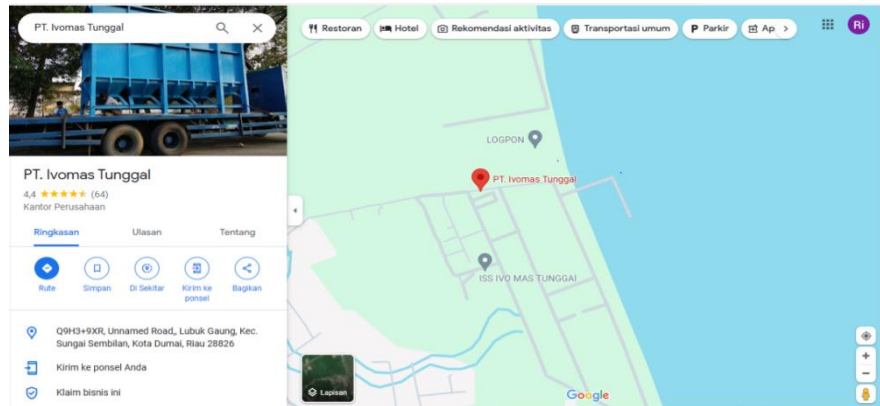 PT. Ivomas Tunggal
Restoran
Hotel
Rekomendasi aktivitas
Transportasi umum
P Parkir
Ap
Ri
PT. Ivomas Tunggal
4,4 (64)
Kantor Perusahaan
Ringkasan Ulasan Tentang
Rute
Simpan
Di Sekitar
Kirim ke
ponsel
Bagikan
Q9H3+9XR, Unnamed Road,, Lubuk Gaung, Kec.
Sungai Sembilan, Kota Dumai, Riau 28826
Kirim ke ponsel Anda
Klaim bisnis ini
LOGPON
PT. Ivomas Tunggal
ISS IVO MAS TUNGGAL
Lapisan
Google